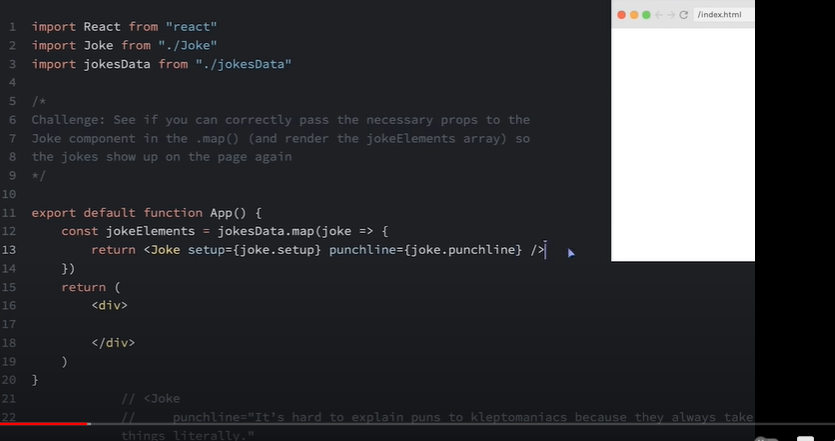 /index.html
1 import React from "react"
2 import Joke from "./Joke"
3 import jokesData from "./jokesData"
4
5 /*
6 Challenge: See if you can correctly pass the necessary props to the
7 Joke component in the .map() (and render the jokeElements array) so
8 the jokes show up on the page again
9 */
10
11 export default function App() {
12     const jokeElements = jokesData.map(joke => {
13         return <Joke setup={joke.setup} punchline={joke.punchline} />
14     })
15     return (
16         <div>
17
18         </div>
19     )
20 }
21             // <Joke
22             //     punchline="It's hard to explain puns to kleptomaniacs because they always take
things literally."